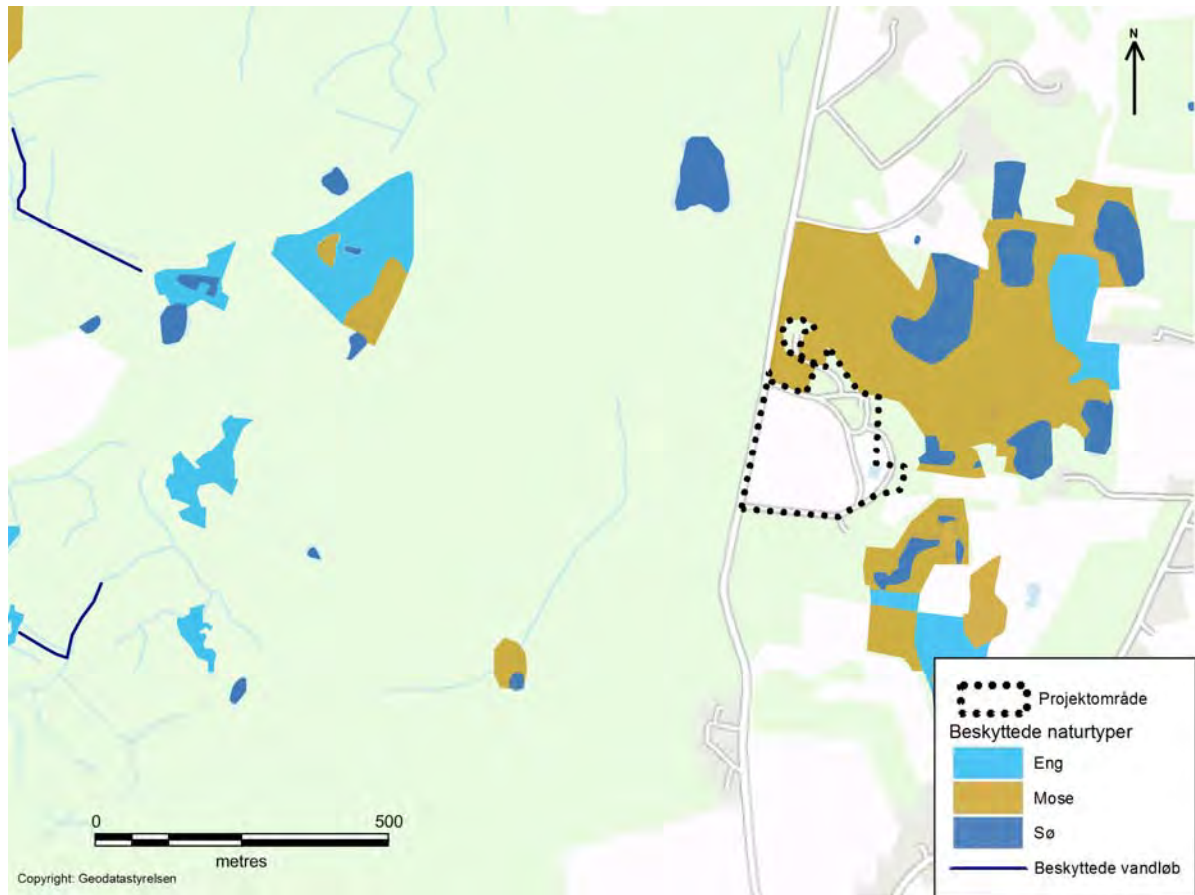 N
Projektområde
Beskyttede naturtyper
Eng
Mose
Sø
Beskyttede vandløb
0 500
metres
Copyright: Geodatastyrelsen